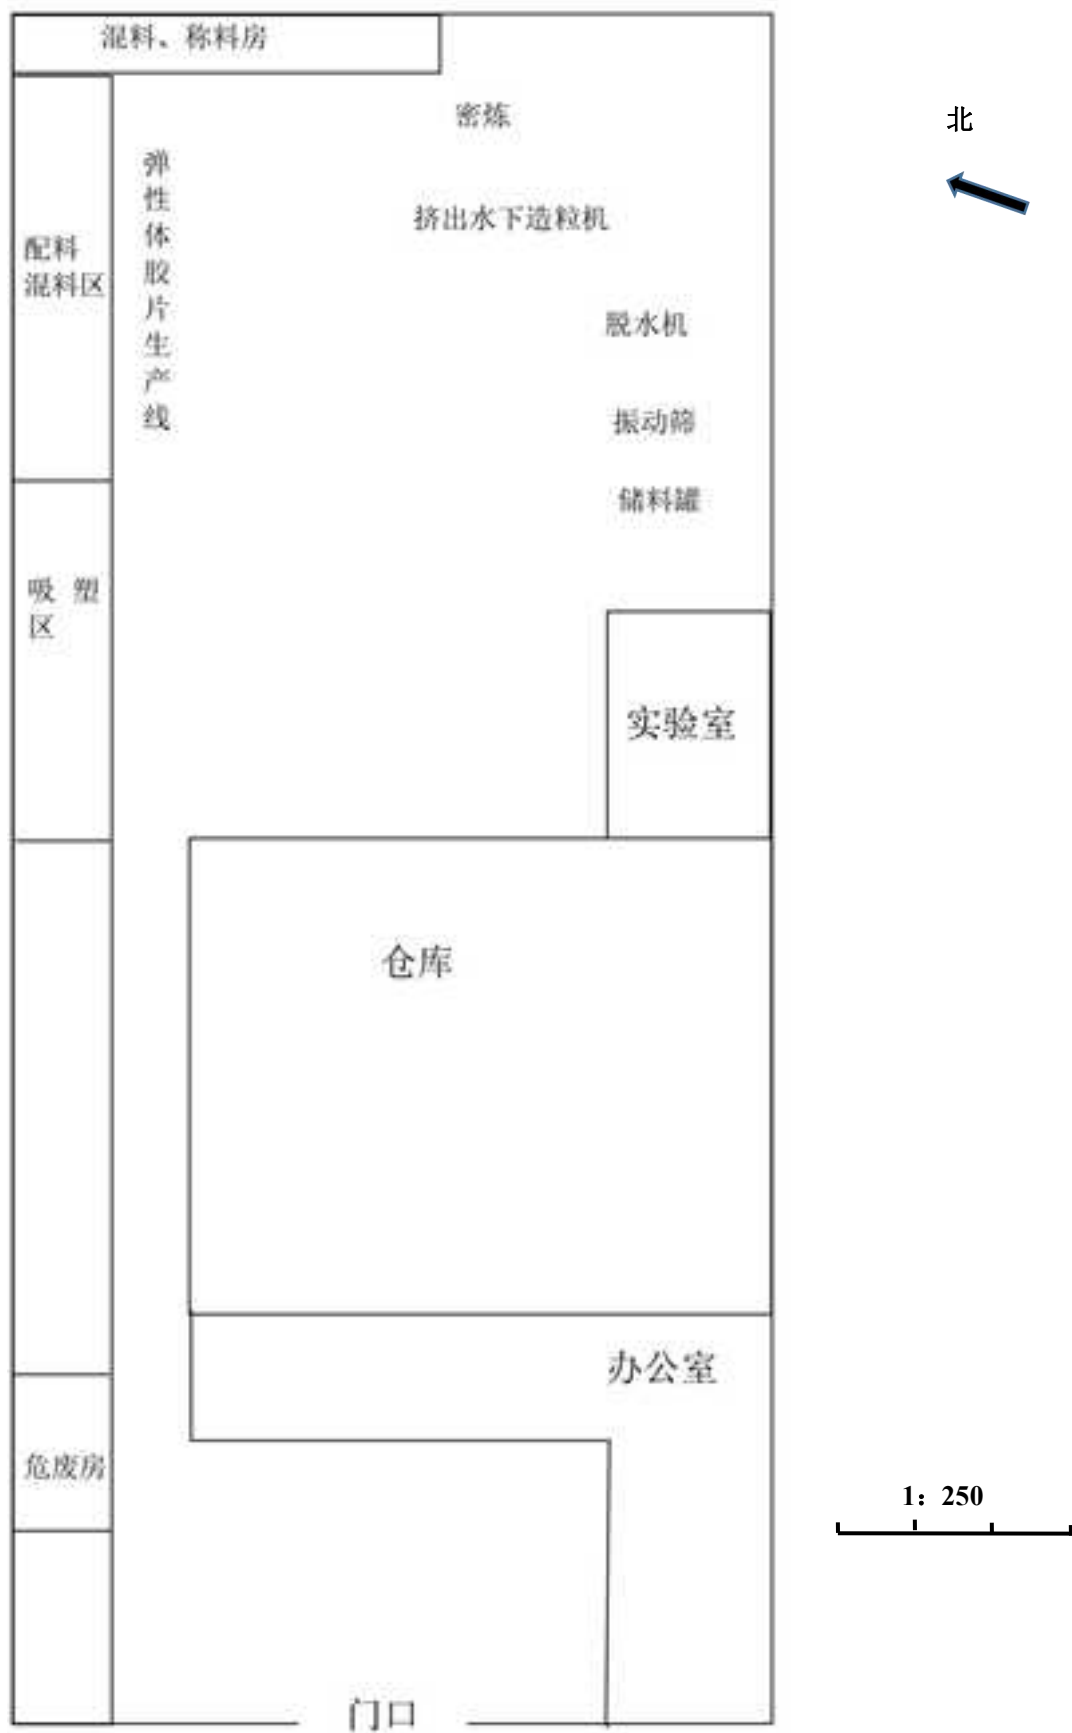 混料、称料房
密炼
北
弹性体胶片生产线
挤出水下造粒机
配料
混料区
脱水机
振动筛
储料罐
吸 塑
区
实验室
仓库
办公室
危废房
1：250
门口